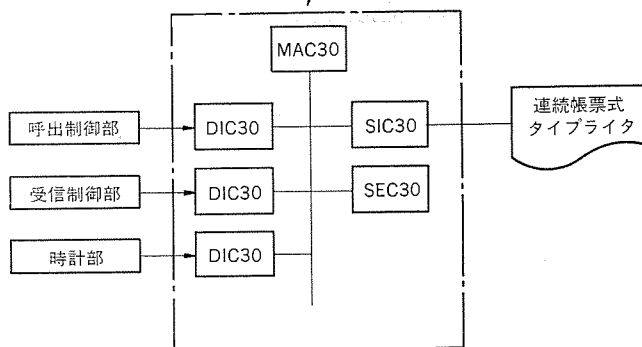 MAC30
呼出制御部
DIC30
SIC30
連続帳票式
タイプライタ
受信制御部
DIC30
SEC30
時計部
DIC30